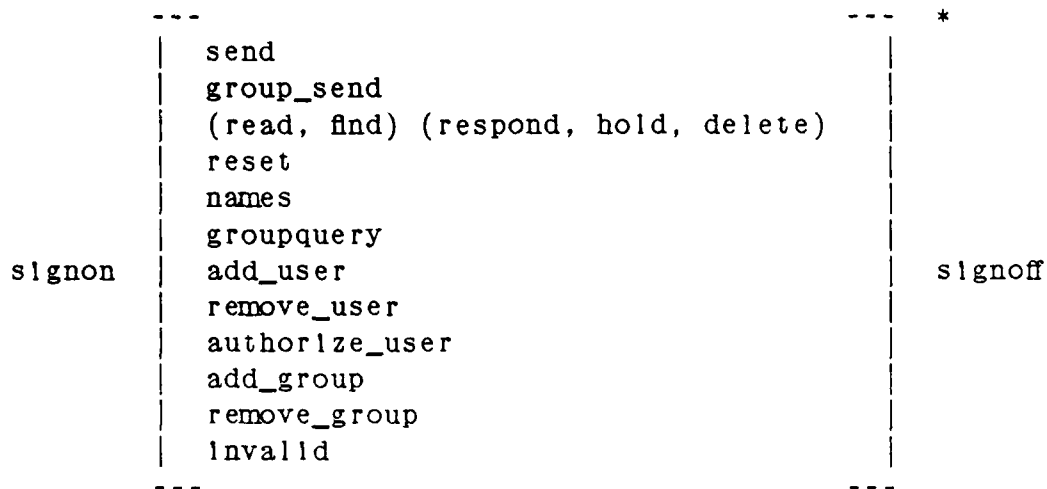 --- --- *
send
group_send
(read, find) (respond, hold, delete)
reset
names
groupquery
signon add_user signoff
remove_user
authorize_user
add_group
remove_group
invalid
--- ---